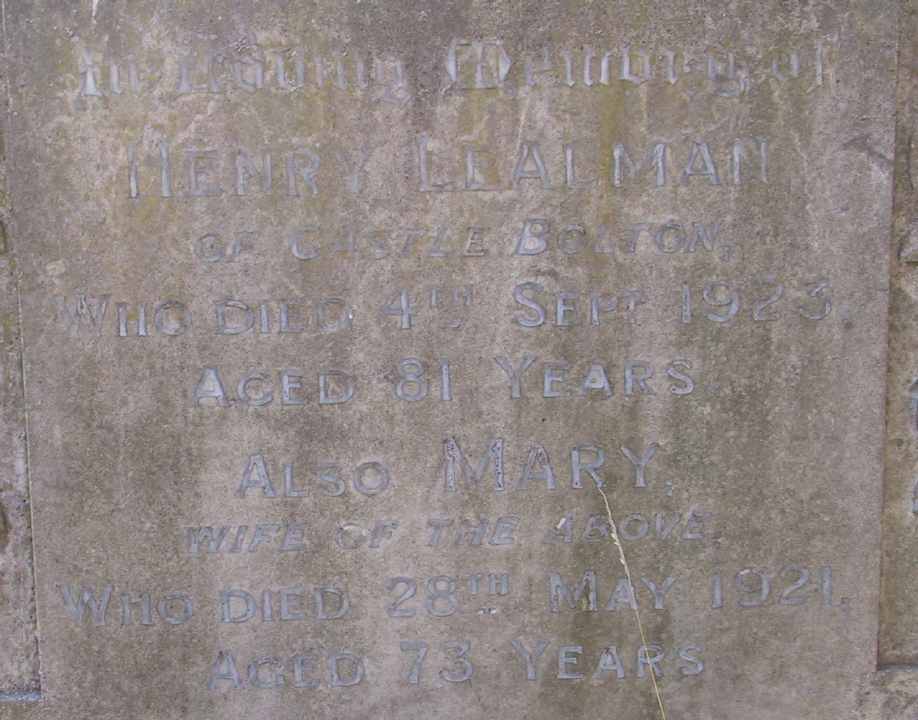 In loving Memory of
HENRY LEALMAN
OF CASTLE BOLTON,
WHO DIED 4TH SEPT 1923.
AGED 81 YEARS
ALSO MARY,
WIFE OF THE ABOVE
WHO DIED 28TH MAY 1921.
AGED 73 YEARS